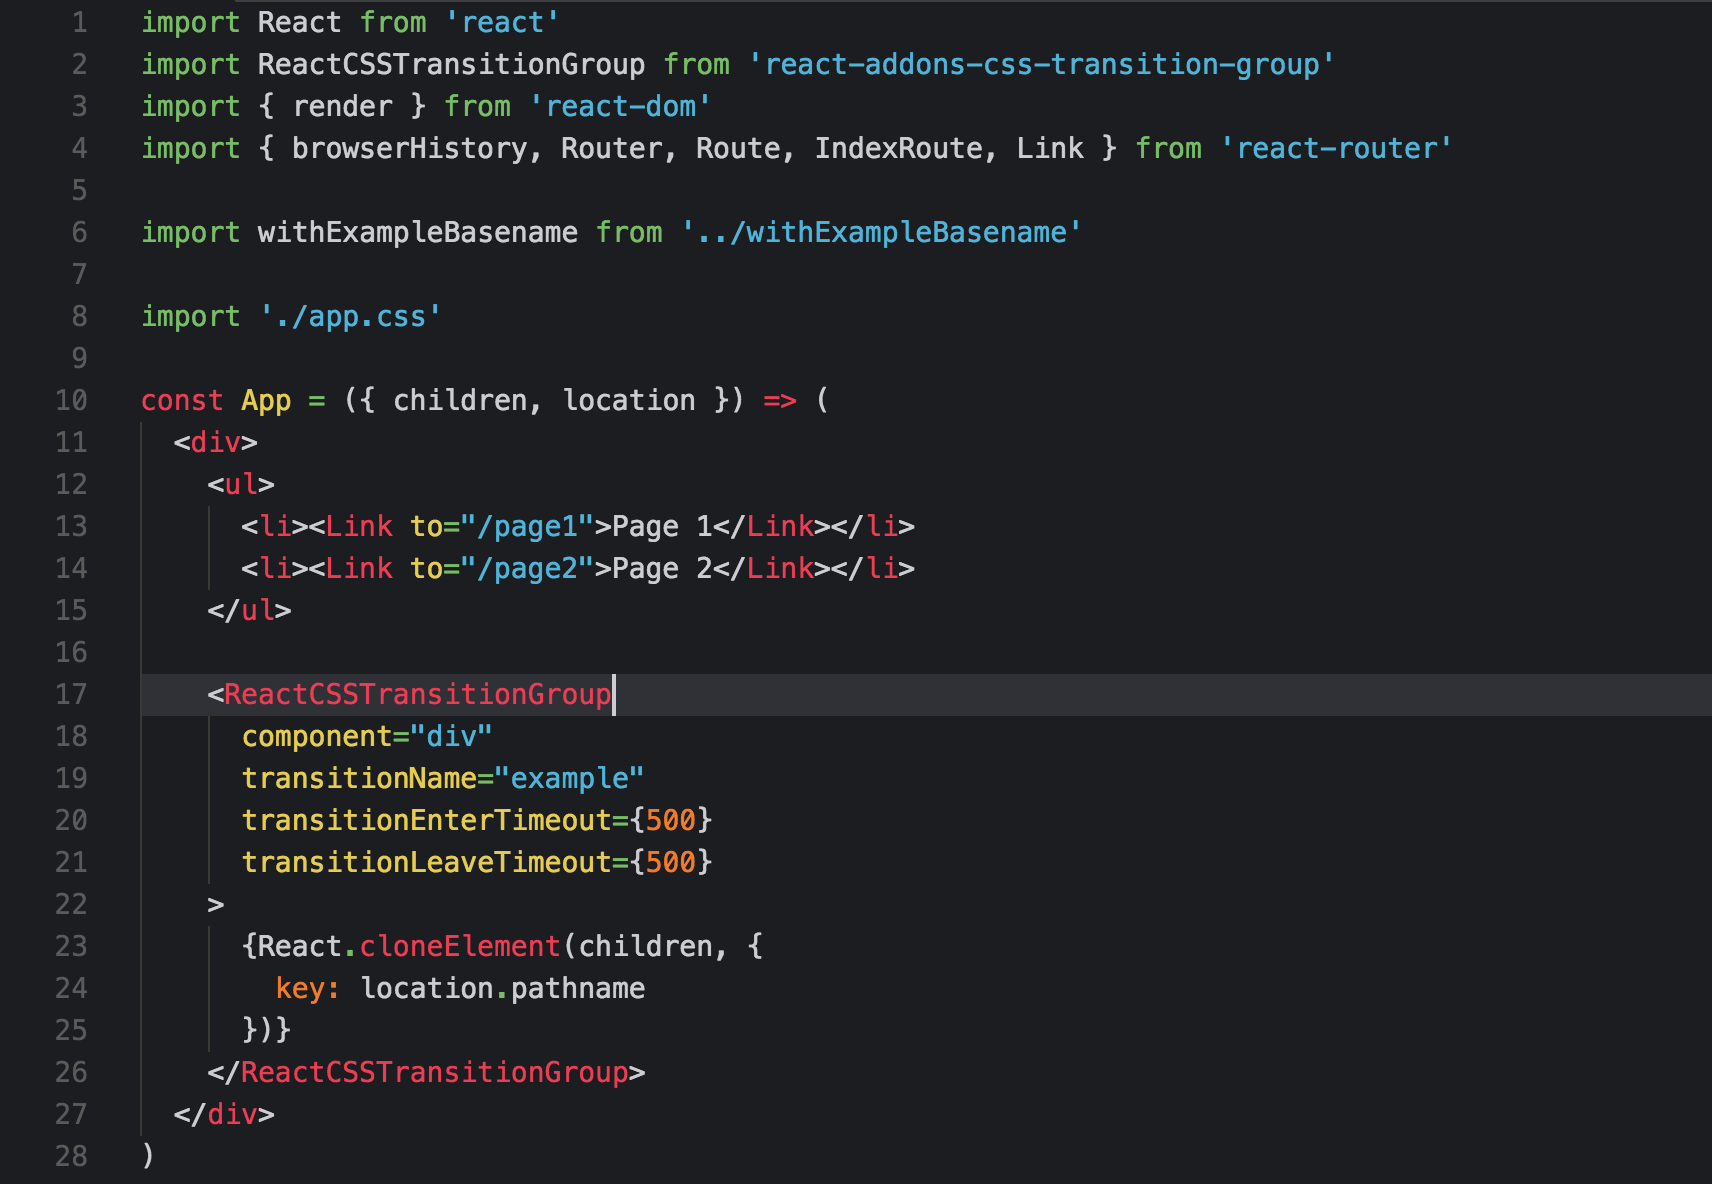 1 import React from 'react'
2 import ReactCSSTransitionGroup from 'react-addons-css-transition-group'
3 import { render } from 'react-dom'
4 import { browserHistory, Router, Route, IndexRoute, Link } from 'react-router'
5
6 import withExampleBasename from '../withExampleBasename'
7
8 import './app.css'
9
10 const App = ({ children, location }) => (
11   <div>
12     <ul>
13       <li><Link to="/page1">Page 1</Link></li>
14       <li><Link to="/page2">Page 2</Link></li>
15     </ul>
16
17     <ReactCSSTransitionGroup
18       component="div"
19       transitionName="example"
20       transitionEnterTimeout={500}
21       transitionLeaveTimeout={500}
22     >
23       {React.cloneElement(children, {
24         key: location.pathname
25       })}
26     </ReactCSSTransitionGroup>
27   </div>
28 )